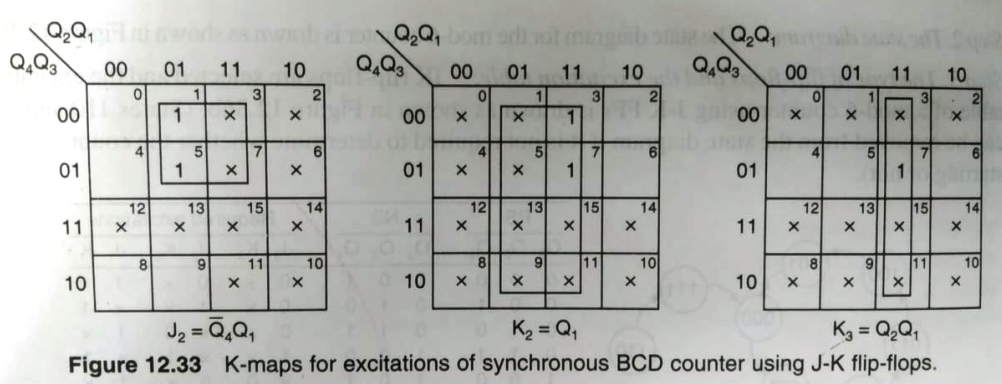 Q₂Q₁ Q₂Q₁ Q₂Q₁
Q₄Q₃ 00 01 11 10 Q₄Q₃ 00 01 11 10 Q₄Q₃ 00 01 11 10
0 1 3 2 0 1 3 2 0 1 3 2
00 1 × × 00 × × 1 00 × × × ×
4 5 7 6 4 5 7 6 4 5 7 6
01 1 × × 01 × × 1 01 1
12 13 15 14 12 13 15 14 12 13 15 14
11 × × × × 11 × × × × 11 × × × ×
8 9 11 10 8 9 11 10 8 9 11 10
10 × × 10 × × × × 10 × × × ×
J₂ = Q̅₄Q₁ K₂ = Q₁ K₃ = Q₂Q₁
Figure 12.33 K-maps for excitations of synchronous BCD counter using J-K flip-flops.